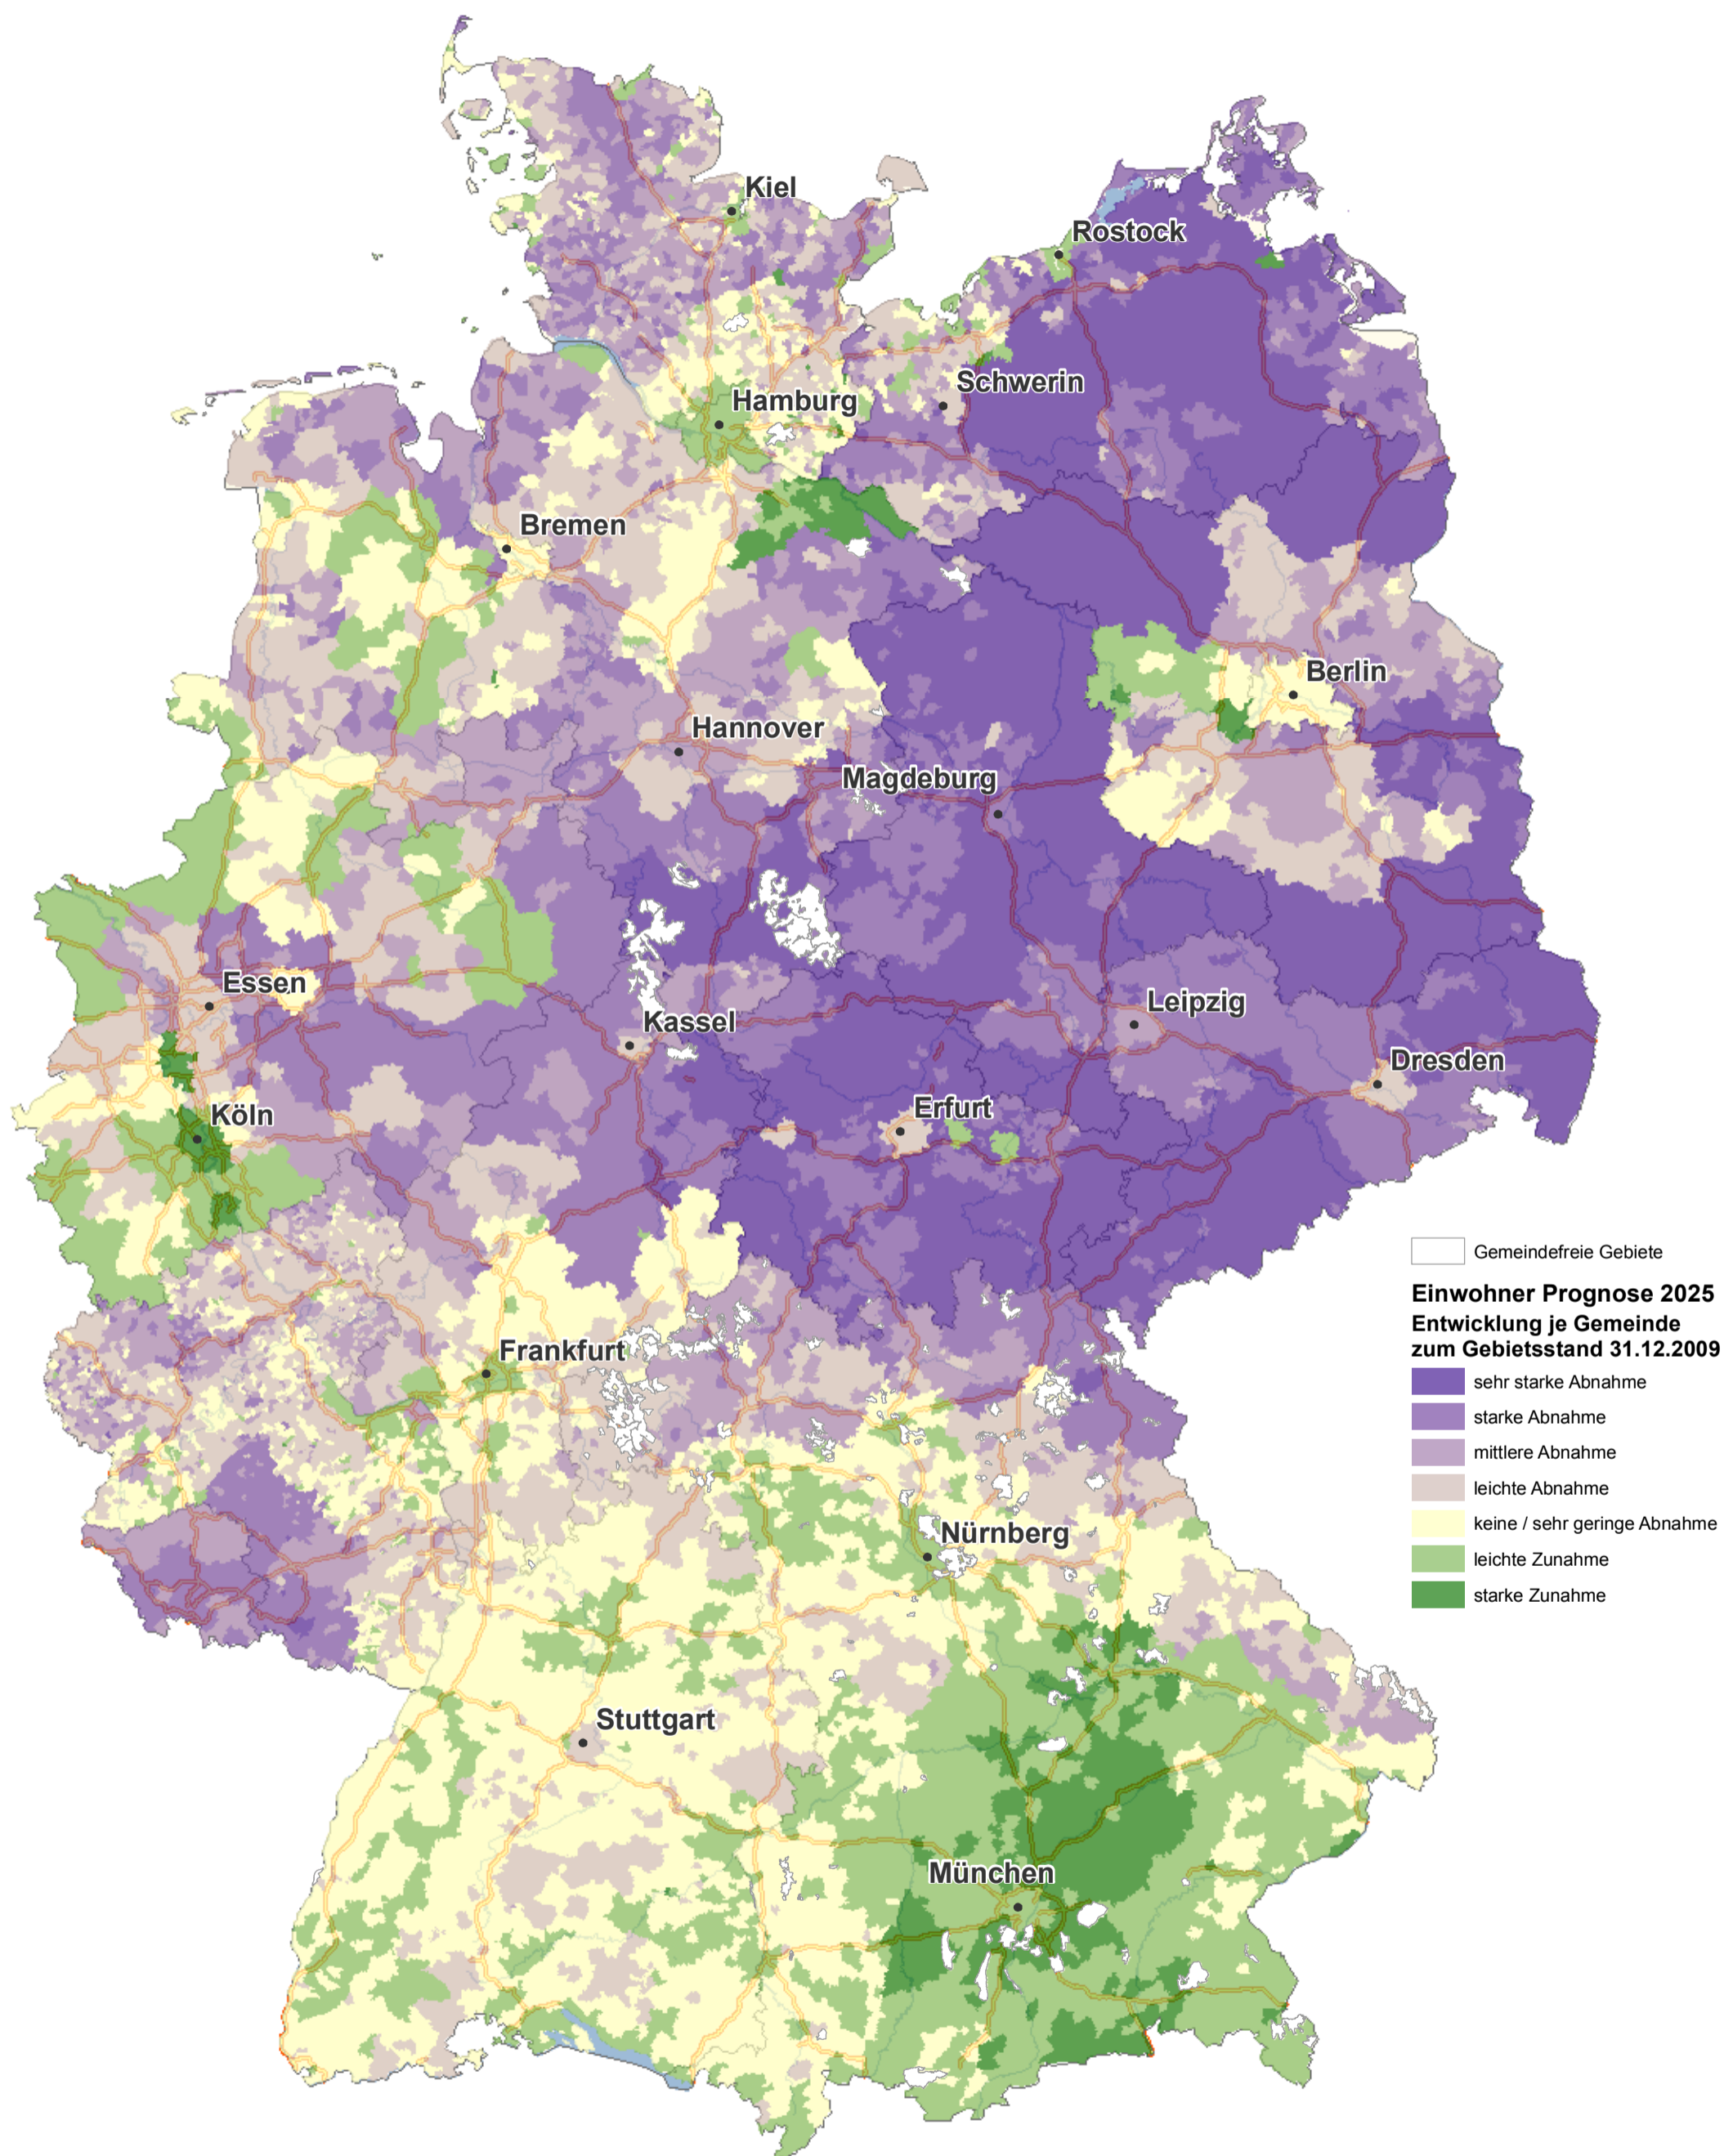 Kiel
Rostock
Schwerin
Hamburg
Bremen
Berlin
Hannover
Magdeburg
Essen
Leipzig
Kassel
Dresden
Erfurt
Köln
Gemeindefreie Gebiete
Einwohner Prognose 2025
Entwicklung je Gemeinde
zum Gebietsstand 31.12.2009
Frankfurt
sehr starke Abnahme
starke Abnahme
mittlere Abnahme
leichte Abnahme
keine / sehr geringe Abnahme
Nürnberg
leichte Zunahme
starke Zunahme
Stuttgart
München